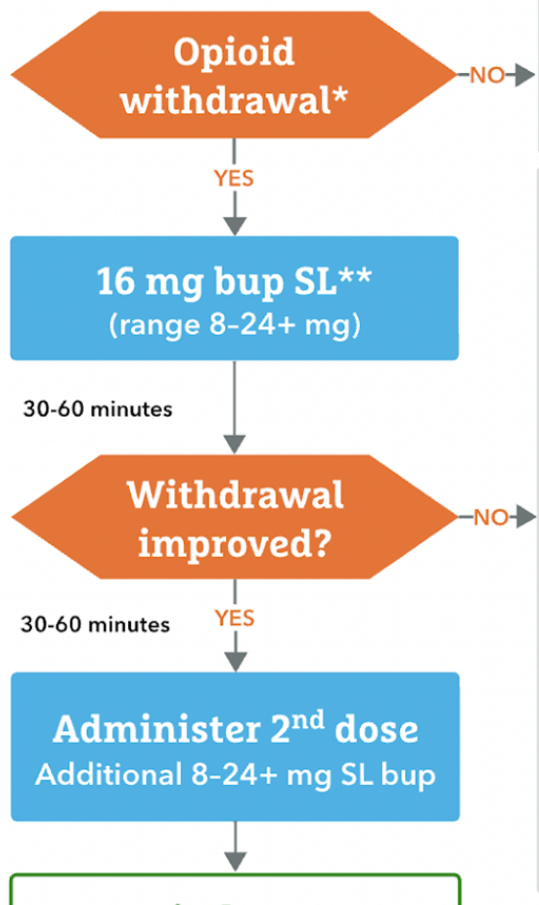 Opioid
withdrawal*
NO
YES
16 mg bup SL**
(range 8–24+ mg)
30-60 minutes
Withdrawal
improved?
NO
30-60 minutes
YES
Administer 2nd dose
Additional 8–24+ mg SL bup